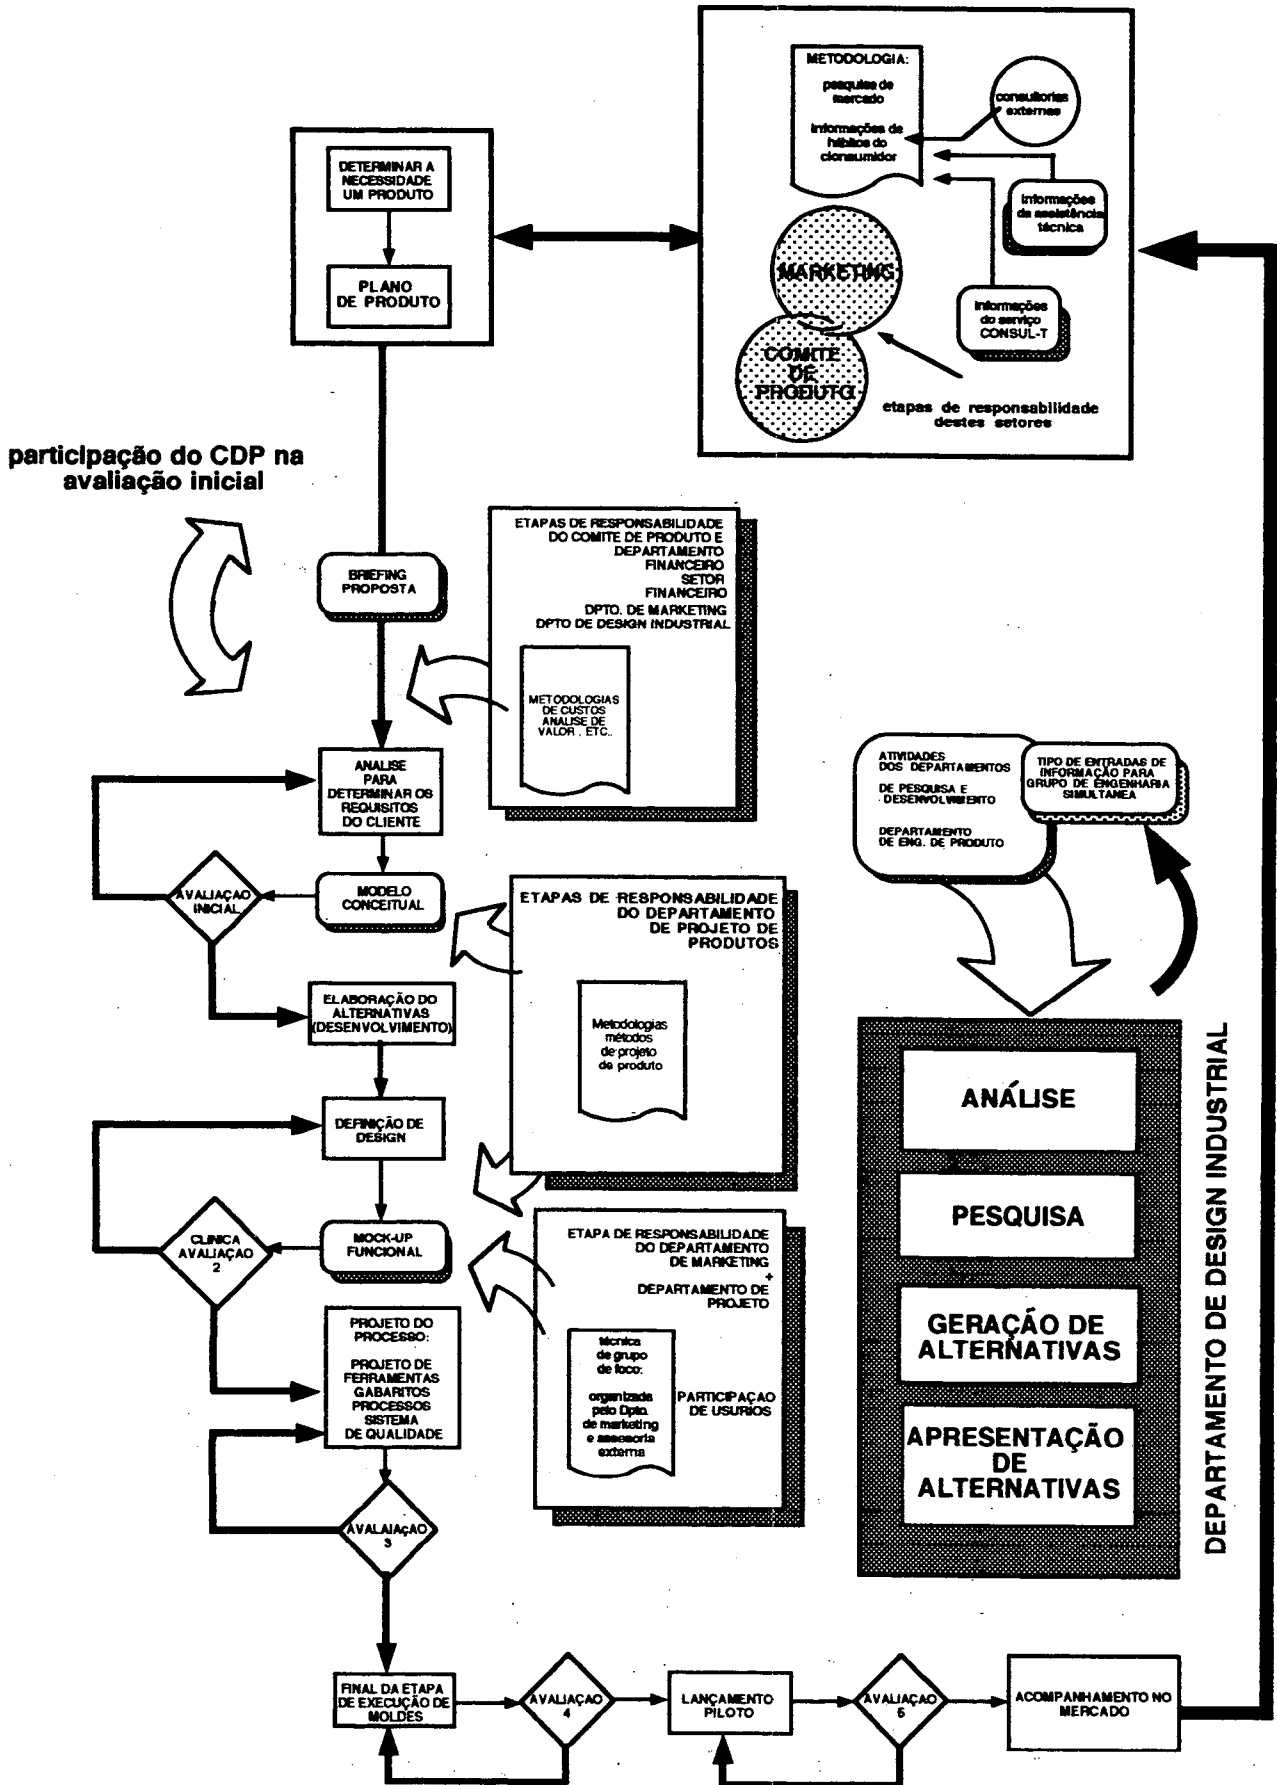 METODOLOGIA:
pesquisa de
mercado
informações de
hábitos do
cionsumidor
consultorias
externas
informações
da assistência
técnica
informações
do serviço
CONSUL-T
MARKETING
COMITE
DE
PRODUTO
etapas de responsabilidade
destes setores
DETERMINAR A
NECESSIDADE
UM PRODUTO
PLANO
DE PRODUTO
participação do CDP na
avaliação inicial
BRIEFING
PROPOSTA
ETAPAS DE RESPONSABILIDADE
DO COMITE DE PRODUTO E
DEPARTAMENTO
FINANCEIRO
SETOR
FINANCEIRO
DPTO. DE MARKETING
DPTO DE DESIGN INDUSTRIAL
METODOLOGIAS
DE CUSTOS
ANALISE DE
VALOR . ETC..
ANALISE
PARA
DETERMINAR OS
REQUISITOS
DO CLIENTE
AVALIAÇAO
INICIAL
MODELO
CONCEITUAL
ETAPAS DE RESPONSABILIDADE
DO DEPARTAMENTO
DE PROJETO DE
PRODUTOS
Metodologias
métodos
de projeto
de produto
ELABORAÇÃO DO
ALTERNATIVAS
(DESENVOLVIMENTO)
DEFINIÇÃO DE
DESIGN
CLINICA
AVALIAÇAO
2
MOCK-UP
FUNCIONAL
ETAPA DE RESPONSABILIDADE
DO DEPARTAMENTO
DE MARKETING
+
DEPARTAMENTO DE
PROJETO
técnica
de grupo
de foco:
organizada
pelo Dpto.
de marketing
e assesoria
externa
PARTICIPAÇAO
DE USURIOS
PROJETO DO
PROCESSO:
PROJETO DE
FERRAMENTAS
GABARITOS
PROCESSOS
SISTEMA
DE QUALIDADE
AVALAIAÇAO
3
ATIVIDADES
DOS DEPARTAMENTOS
DE PESQUISA E
DESENVOLVIMENTO
DEPARTAMENTO
DE ENG. DE PRODUTO
TIPO DE ENTRADAS DE
INFORMAÇÃO PARA
GRUPO DE ENGENHARIA
SIMULTANEA
ANÁLISE
PESQUISA
GERAÇÃO DE
ALTERNATIVAS
APRESENTAÇÃO
DE
ALTERNATIVAS
DEPARTAMENTO DE DESIGN INDUSTRIAL
FINAL DA ETAPA
DE EXECUÇÃO DE
MOLDES
AVALIAÇAO
4
LANÇAMENTO
PILOTO
AVALIAÇAO
5
ACOMPANHAMENTO NO
MERCADO